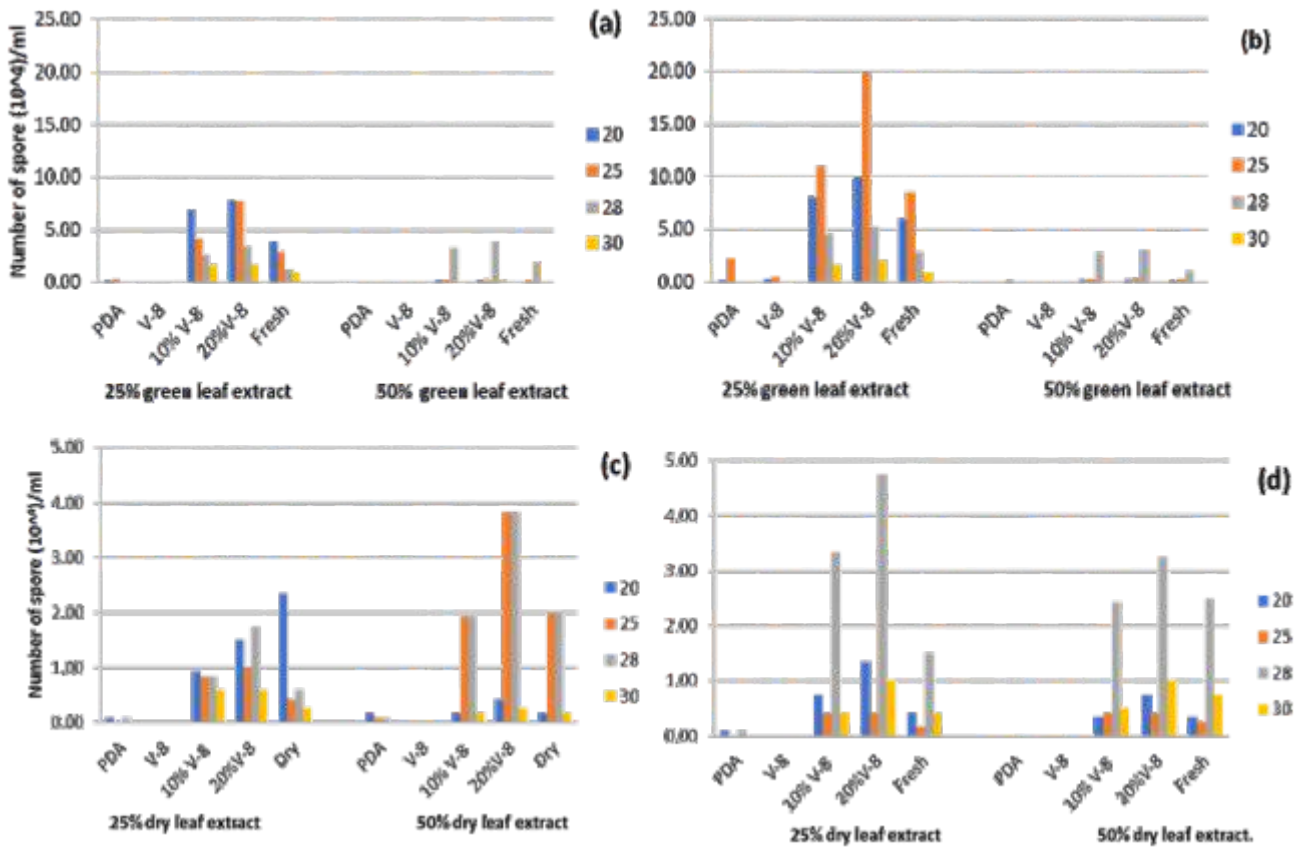 (a)
Number of spore (10^4)/ml
25.00
20.00
15.00
10.00
5.00
0.00
20
25
28
30
PDA V-8 10% V-8 20%V-8 Fresh PDA V-8 10% V-8 20%V-8 Fresh
25% green leaf extract 50% green leaf extract
(b)
25.00
20.00
15.00
10.00
5.00
0.00
20
25
28
30
PDA V-8 10% V-8 20%V-8 Fresh PDA V-8 10% V-8 20%V-8 Fresh
25% green leaf extract 50% green leaf extract
(c)
Number of spore /ml
5.00
4.00
3.00
2.00
1.00
0.00
20
25
28
30
PDA V-8 10% V-8 20%V-8 Dry PDA V-8 10% V-8 20%V-8 Dry
25% dry leaf extract 50% dry leaf extract
(d)
5.00
4.00
3.00
2.00
1.00
0.00
20
25
28
30
PDA V-8 10% V-8 20%V-8 Fresh PDA V-8 10% V-8 20%V-8 Fresh
25% dry leaf extract 50% dry leaf extract.